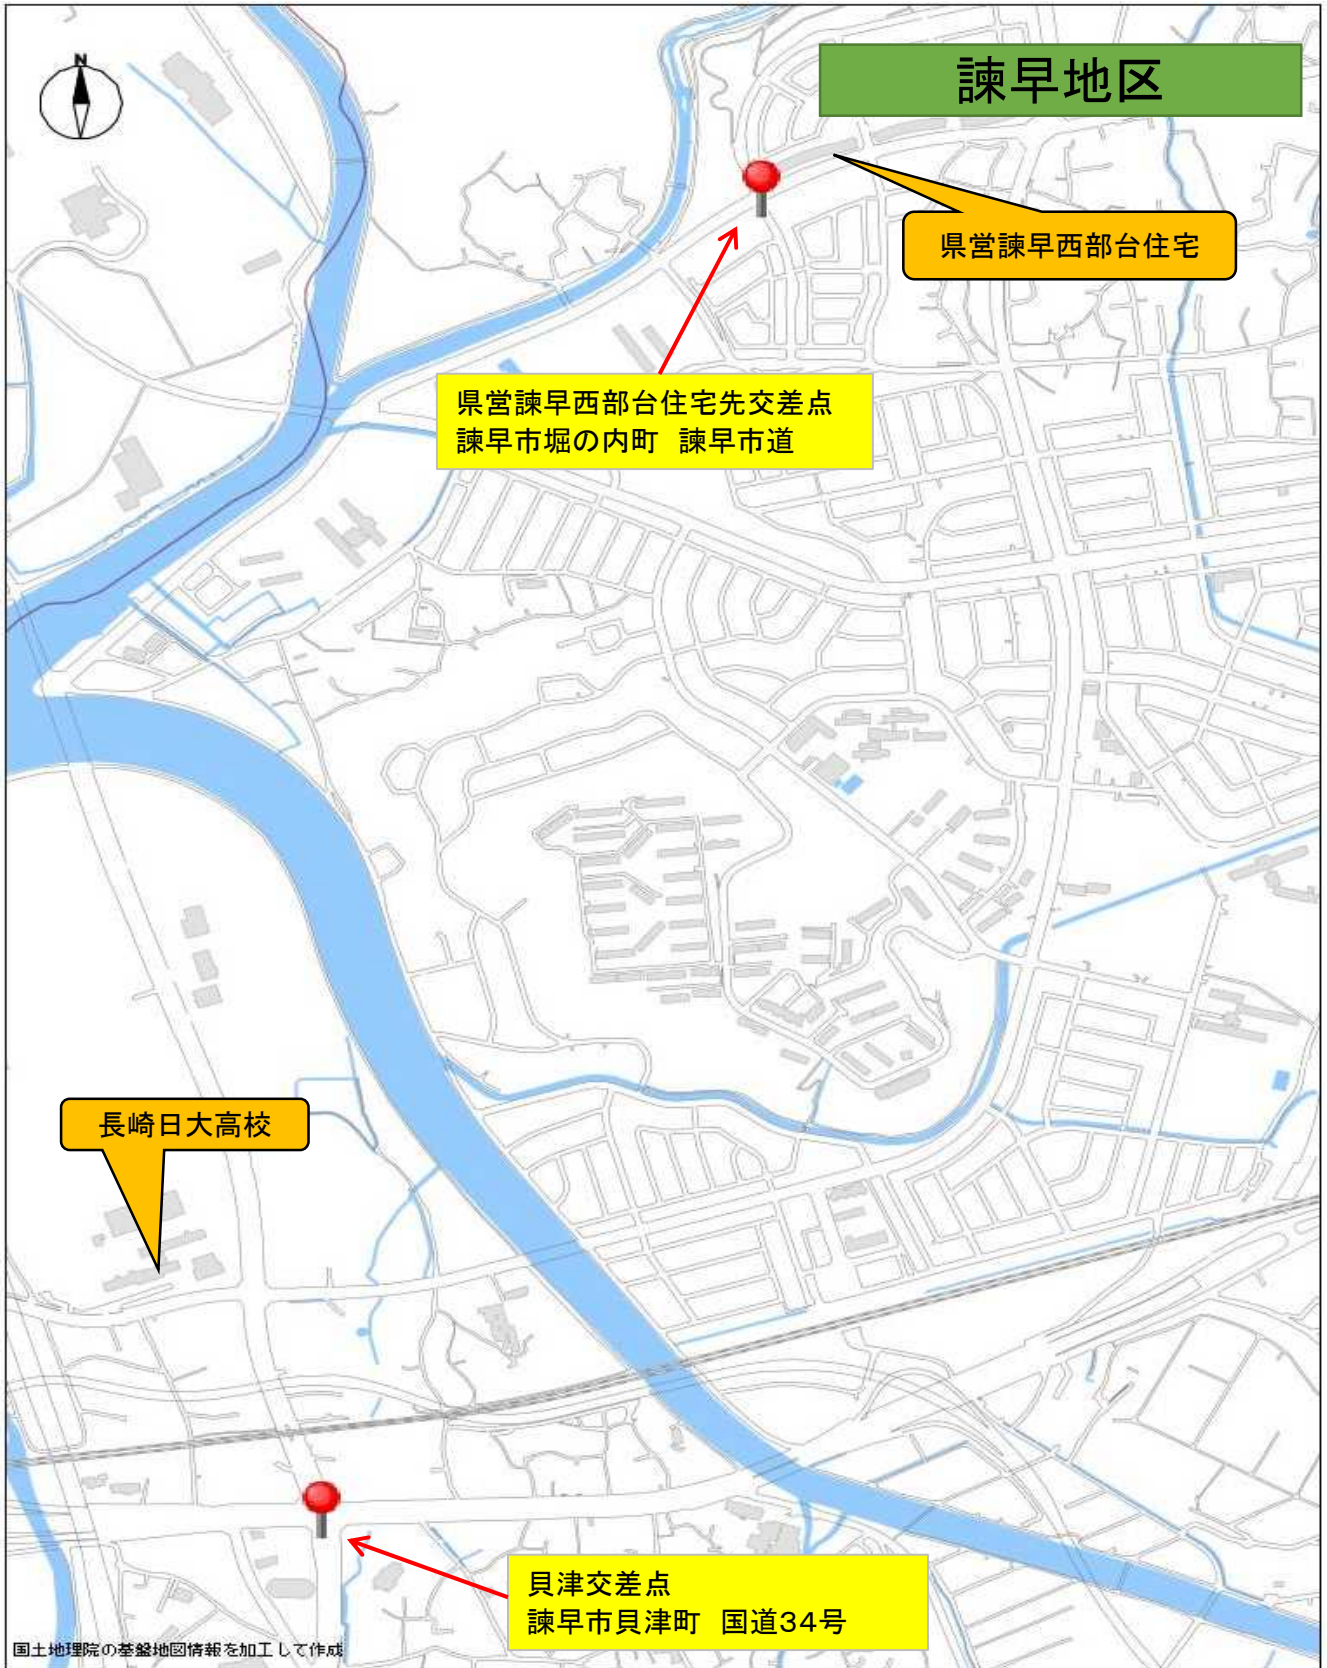 N
諫早地区
県営諫早西部台住宅
県営諫早西部台住宅先交差点
諫早市堀の内町　諫早市道
長崎日大高校
貝津交差点
諫早市貝津町　国道34号
国土地理院の基盤地図情報を加工して作成